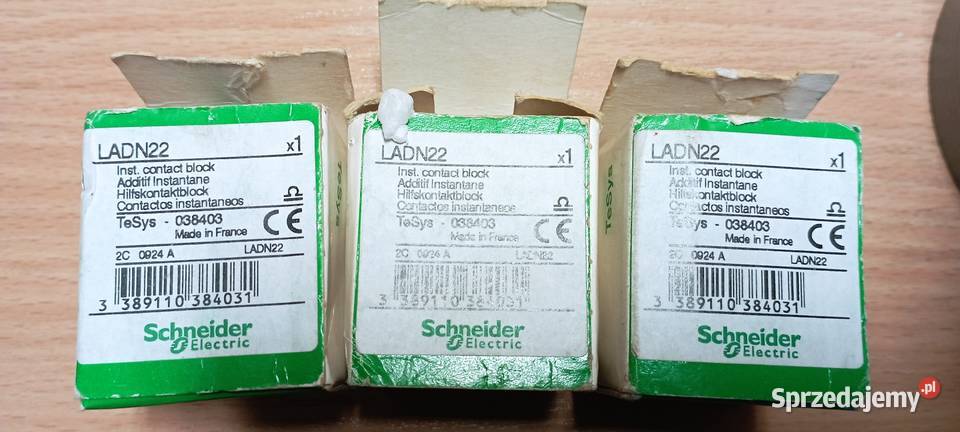 LADN22 x1
Inst. contact block
Additif Instantane
Hilfskontaktblock
Contactos instantaneos
TeSys - 038403
Made in France CE
2C 0924 A LADN22
3 389110 384031
Schneider
Electric
TeSys
LADN22 x1
Inst. contact block
Additif Instantane
Hilfskontaktblock
Contactos instantaneos
TeSys - 038403
Made in France CE
2C 0924 A LADN22
3 389110 384031
Schneider
Electric
TeSys
LADN22 x1
Inst. contact block
Additif Instantane
Hilfskontaktblock
Contactos instantaneos
TeSys - 038403
Made in France CE
2C 0924 A LADN22
3 389110 384031
Schneider
Electric
Sprzedajemy.pl